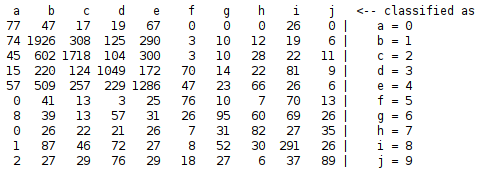 a b c d e f g h i j <-- classified as
77 47 17 19 67 0 0 0 26 0 | a = 0
74 1926 308 125 290 3 10 12 19 6 | b = 1
45 602 1718 104 300 3 10 28 22 11 | c = 2
15 220 124 1049 172 70 14 22 81 9 | d = 3
57 509 257 229 1286 47 23 66 26 6 | e = 4
0 41 13 3 25 76 10 7 70 13 | f = 5
8 39 13 57 31 26 95 60 69 26 | g = 6
0 26 22 21 26 7 31 82 27 35 | h = 7
1 87 46 72 27 8 52 30 291 26 | i = 8
2 27 29 76 29 18 27 6 37 89 | j = 9